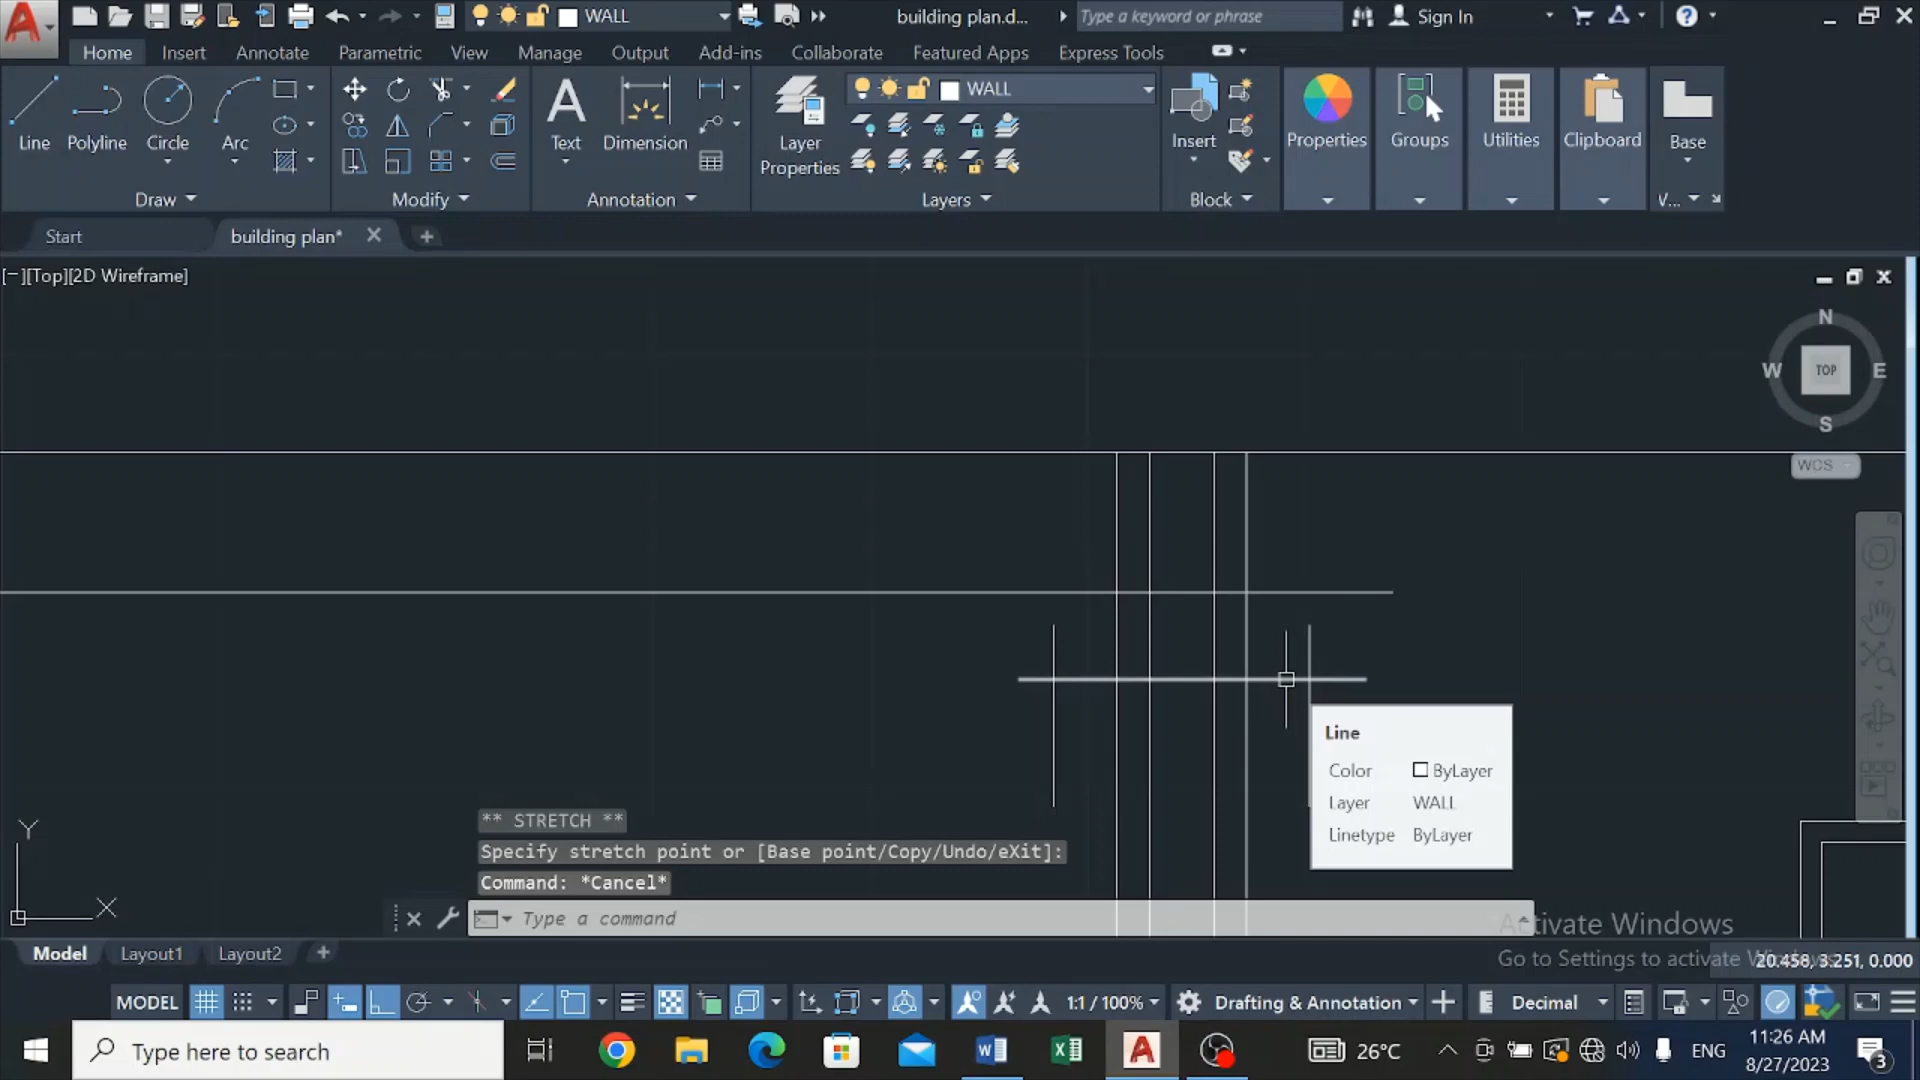 WALL
building plan.d...
Type a keyword or phrase
Sign In
Home
Insert
Annotate
Parametric
View
Manage
Output
Add-ins
Collaborate
Featured Apps
Express Tools
Line
Polyline
Circle
Arc
Text
Dimension
Layer
Properties
WALL
Insert
Properties
Groups
Utilities
Clipboard
Base
Draw
Modify
Annotation
Layers
Block
V...
Start
building plan*
[−][Top][2D Wireframe]
N
W
TOP
E
S
WCS
Line
Color ByLayer
Layer WALL
Linetype ByLayer
Y
X
** STRETCH **
Specify stretch point or [Base point/Copy/Undo/eXit]:
Command: *Cancel*
Type a command
Activate Windows
Go to Settings to activate
20.458, 3.251, 0.000
Model
Layout1
Layout2
MODEL
1:1 / 100%
Drafting & Annotation
Decimal
Type here to search
26°C
ENG
11:26 AM
8/27/2023
3